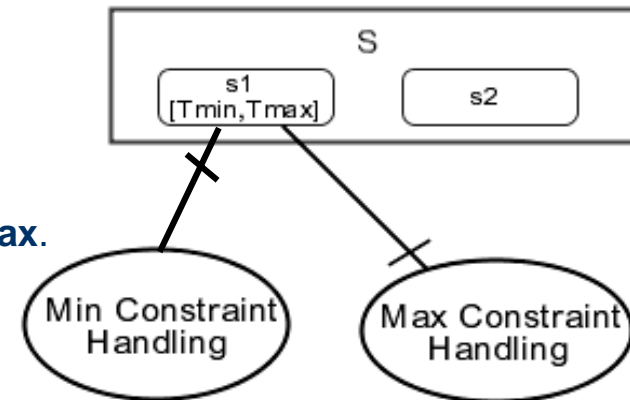 S
s1
[Tmin,Tmax]
s2
ax.
Min Constraint
Handling
Max Constraint
Handling